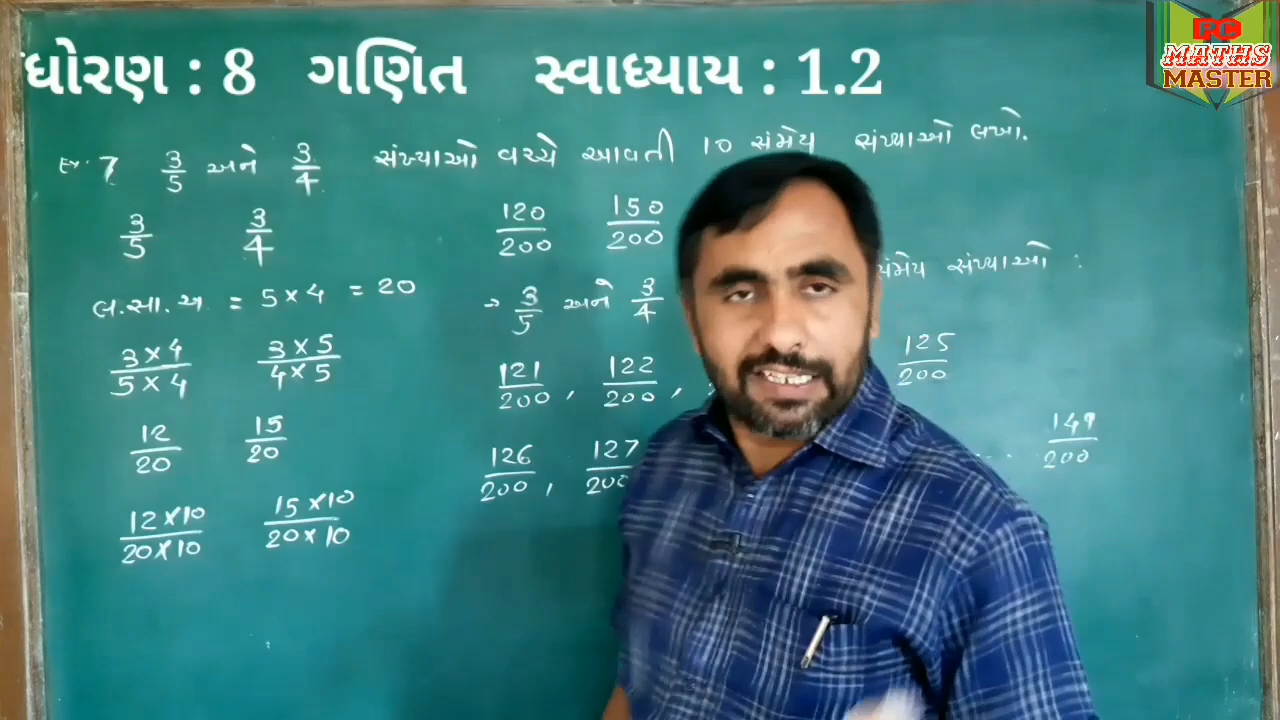 ધોરણ : 8 ગણિત સ્વાધ્યાય : 1.2
PC
MATHS
MASTER
7 3/5 અને 3/4 સંખ્યાઓ વચ્ચે આવતી 10 સંમેય સંખ્યાઓ લખો.
3/5 3/4
લ.સા.અ = 5 × 4 = 20
3 × 4 / 5 × 4 3 × 5 / 4 × 5
12/20 15/20
12 × 10 / 20 × 10 15 × 10 / 20 × 10
120/200 150/200
→ 3/5 અને 3/4 સંમેય સંખ્યાઓ :
121/200 , 122/200 , 125/200
126/200 , 127/200 ... 149/200